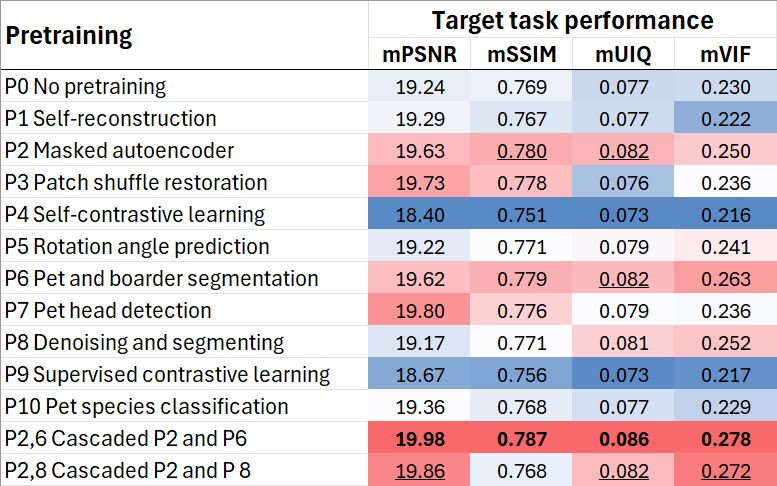 Pretraining Target task performance
mPSNR mSSIM mUIQ mVIF
P0 No pretraining 19.24 0.769 0.077 0.230
P1 Self-reconstruction 19.29 0.767 0.077 0.222
P2 Masked autoencoder 19.63 0.780 0.082 0.250
P3 Patch shuffle restoration 19.73 0.778 0.076 0.236
P4 Self-contrastive learning 18.40 0.751 0.073 0.216
P5 Rotation angle prediction 19.22 0.771 0.079 0.241
P6 Pet and boarder segmentation 19.62 0.779 0.082 0.263
P7 Pet head detection 19.80 0.776 0.079 0.236
P8 Denoising and segmenting 19.17 0.771 0.081 0.252
P9 Supervised contrastive learning 18.67 0.756 0.073 0.217
P10 Pet species classification 19.36 0.768 0.077 0.229
P2,6 Cascaded P2 and P6 19.98 0.787 0.086 0.278
P2,8 Cascaded P2 and P 8 19.86 0.768 0.082 0.272